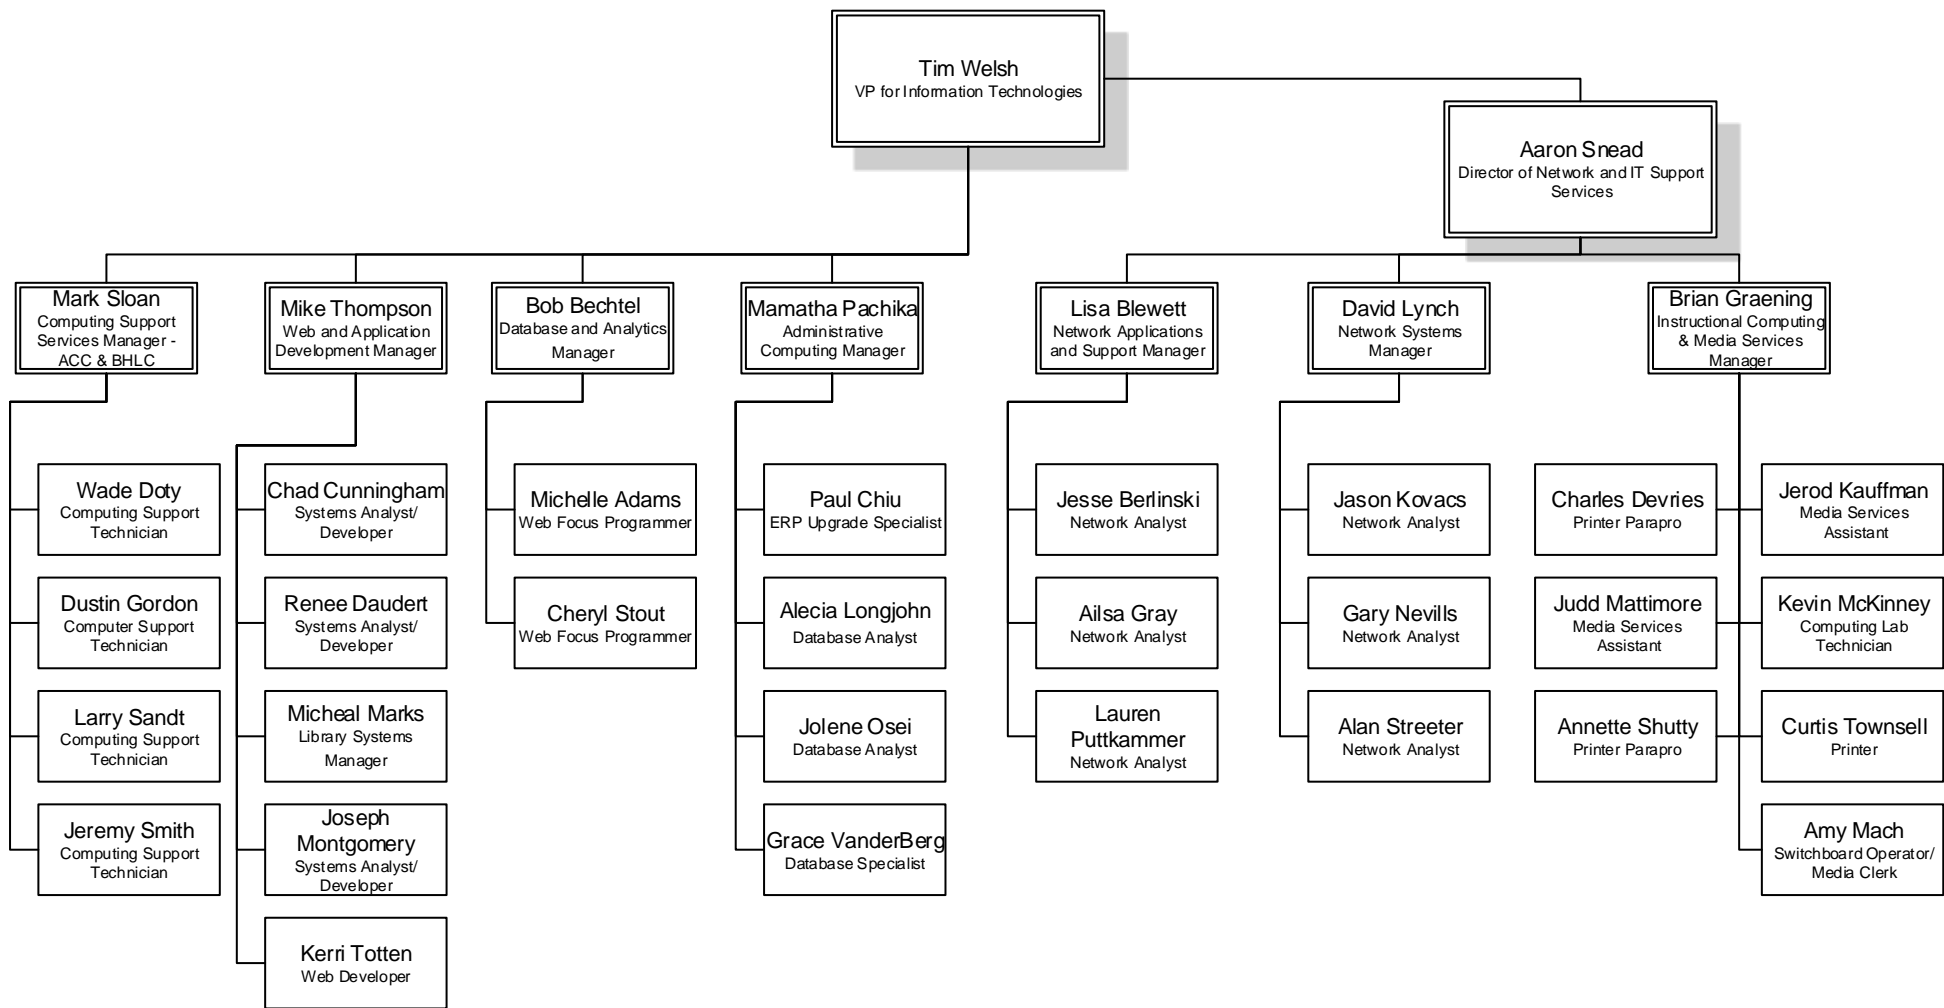 Tim Welsh
VP for Information Technologies
Aaron Snead
Director of Network and IT Support
Services
Mark Sloan
Computing Support
Services Manager -
ACC & BHLC
Mike Thompson
Web and Application
Development Manager
Bob Bechtel
Database and Analytics
Manager
Mamatha Pachika
Administrative
Computing Manager
Lisa Blewett
Network Applications
and Support Manager
David Lynch
Network Systems
Manager
Brian Graening
Instructional Computing
& Media Services
Manager
Wade Doty
Computing Support
Technician
Dustin Gordon
Computer Support
Technician
Larry Sandt
Computing Support
Technician
Jeremy Smith
Computing Support
Technician
Chad Cunningham
Systems Analyst/
Developer
Renee Daudert
Systems Analyst/
Developer
Micheal Marks
Library Systems
Manager
Joseph
Montgomery
Systems Analyst/
Developer
Kerri Totten
Web Developer
Michelle Adams
Web Focus Programmer
Cheryl Stout
Web Focus Programmer
Paul Chiu
ERP Upgrade Specialist
Alecia Longjohn
Database Analyst
Jolene Osei
Database Analyst
Grace VanderBerg
Database Specialist
Jesse Berlinski
Network Analyst
Ailsa Gray
Network Analyst
Lauren
Puttkammer
Network Analyst
Jason Kovacs
Network Analyst
Gary Nevills
Network Analyst
Alan Streeter
Network Analyst
Charles Devries
Printer Parapro
Judd Mattimore
Media Services
Assistant
Annette Shutty
Printer Parapro
Jerod Kauffman
Media Services
Assistant
Kevin McKinney
Computing Lab
Technician
Curtis Townsell
Printer
Amy Mach
Switchboard Operator/
Media Clerk